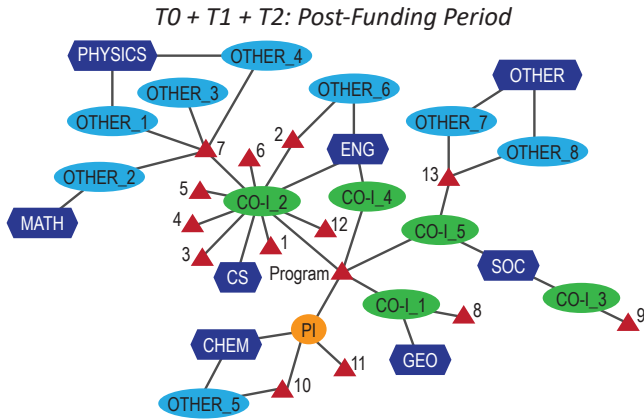 T0 + T1 + T2: Post-Funding Period
PHYSICS
OTHER_4
OTHER_3
OTHER_6
OTHER
OTHER_1
OTHER_7
7
6
2
ENG
OTHER_8
OTHER_2
13
5
CO-I_2
CO-I_4
4
12
CO-I_5
MATH
3
1
CS
Program
SOC
CO-I_3
CO-I_1
8
9
PI
CHEM
GEO
11
10
OTHER_5